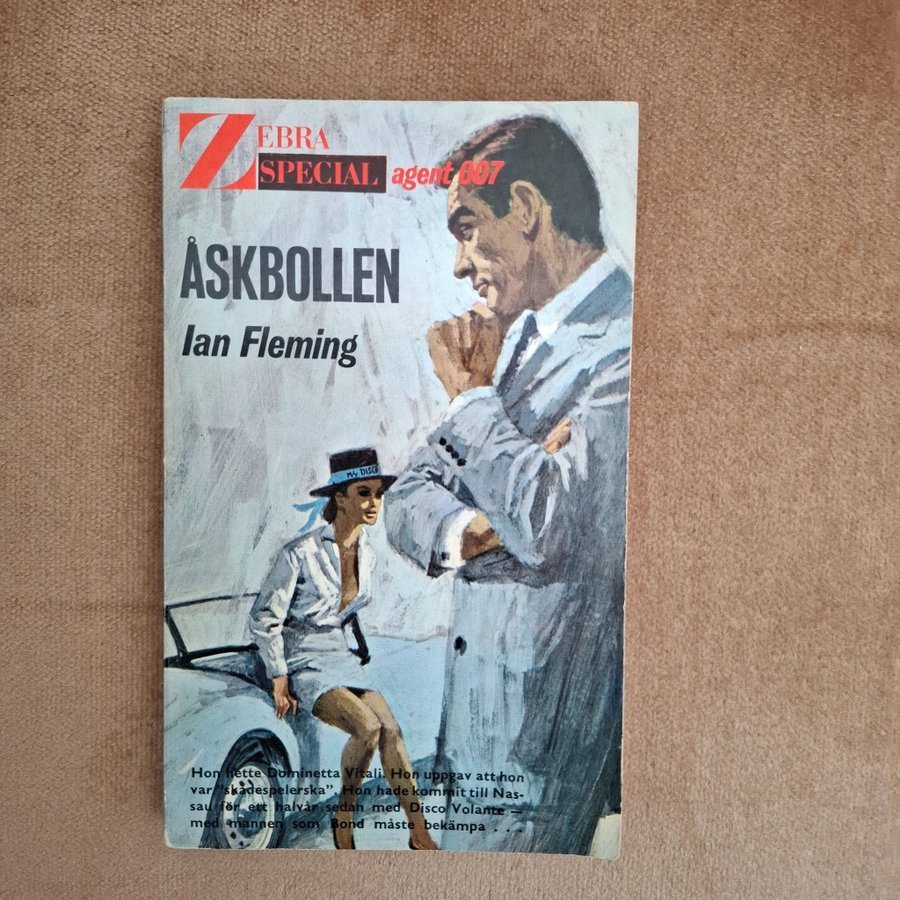 ZEBRA
SPECIAL agent 007
ÅSKBOLLEN
Ian Fleming
M/Y DISCO
Hon hette Dominetta Vitali. Hon uppgav att hon
var "skådespelerska". Hon hade kommit till Nas-
sau för ett halvår sedan med Disco Volante —
med mannen som Bond måste bekämpa . . .